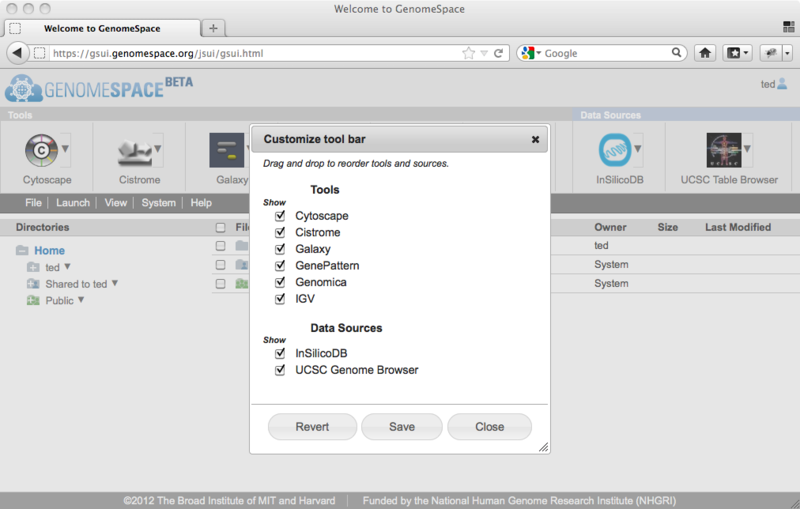 Welcome to GenomeSpace
Welcome to GenomeSpace
https://gsui.genomespace.org/jsui/gsui.html
Google
GENOMESPACE BETA
ted
Tools
Data Sources
Cytoscape
Cistrome
Galaxy
InSilicoDB
UCSC Table Browser
File Launch View System Help
Directories
Owner Size Last Modified
Home
ted
ted
Shared to ted
System
Public
System
Customize tool bar
Drag and drop to reorder tools and sources.
Tools
Show
Cytoscape
Cistrome
Galaxy
GenePattern
Genomica
IGV
Data Sources
Show
InSilicoDB
UCSC Genome Browser
Revert Save Close
©2012 The Broad Institute of MIT and Harvard | Funded by the National Human Genome Research Institute (NHGRI)